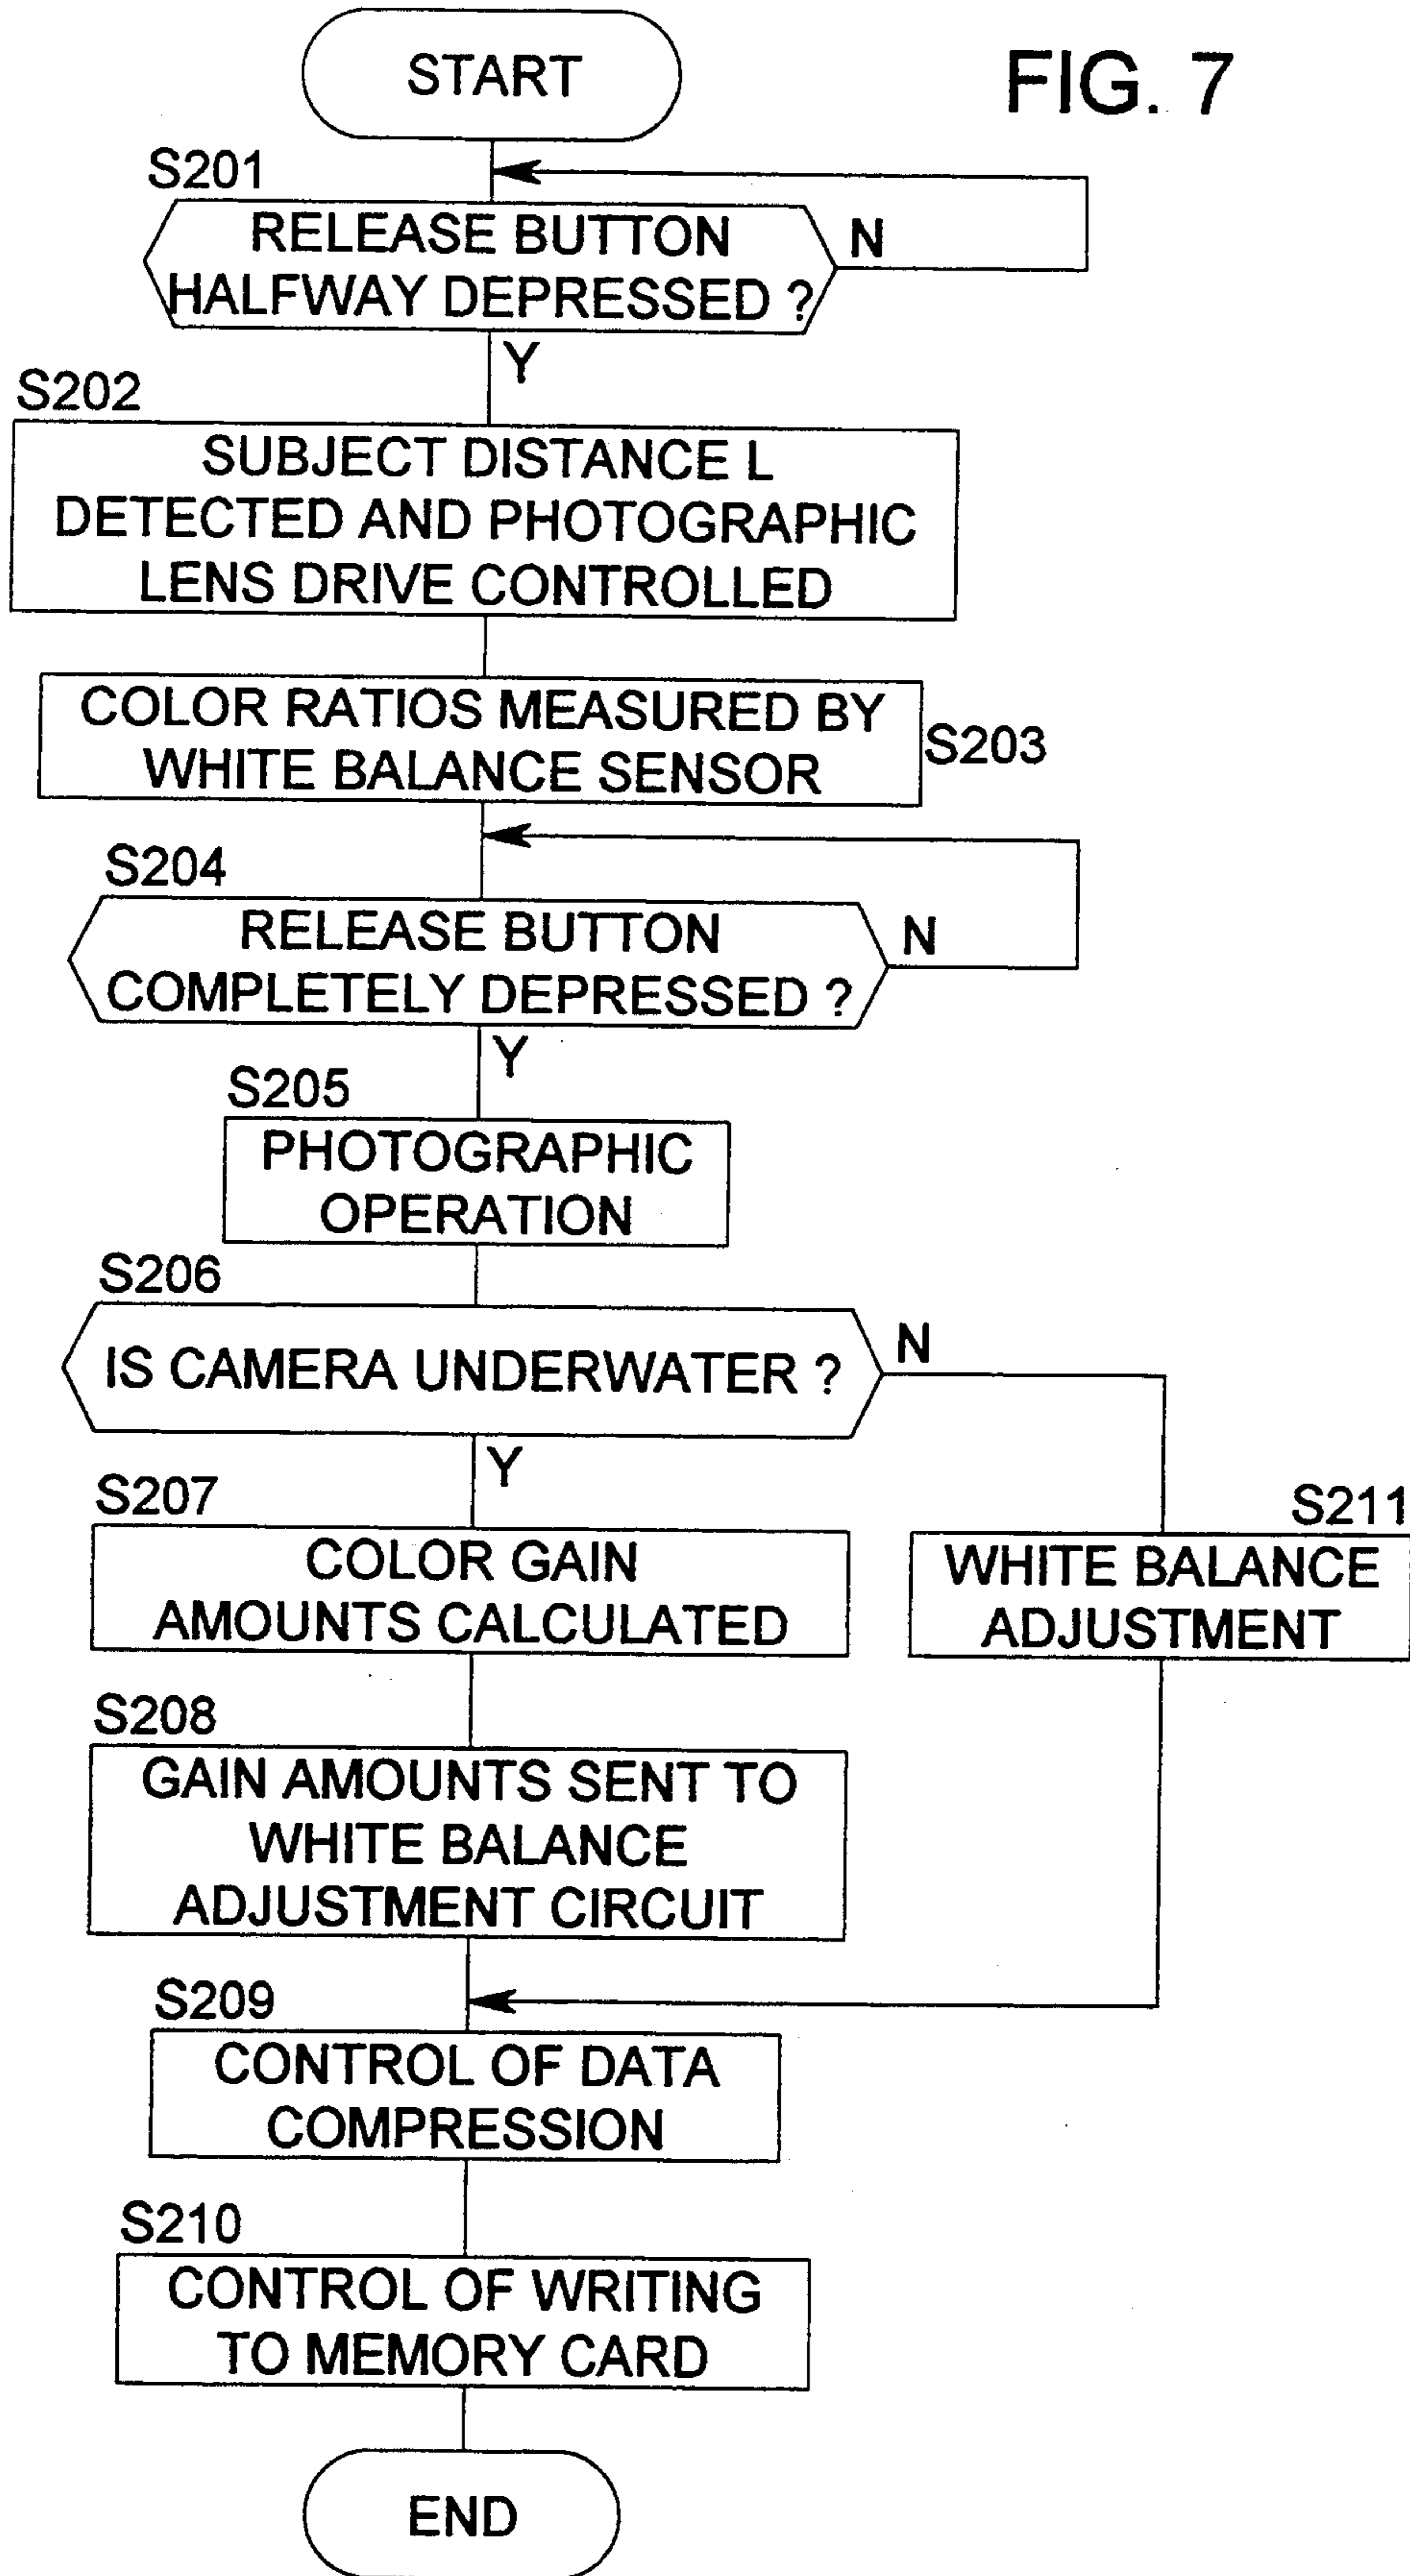 FIG. 7
START
S201
RELEASE BUTTON
HALFWAY DEPRESSED ?
N
Y
S202
SUBJECT DISTANCE L
DETECTED AND PHOTOGRAPHIC
LENS DRIVE CONTROLLED
COLOR RATIOS MEASURED BY
WHITE BALANCE SENSOR
S203
S204
RELEASE BUTTON
COMPLETELY DEPRESSED ?
N
Y
S205
PHOTOGRAPHIC
OPERATION
S206
IS CAMERA UNDERWATER ?
N
Y
S207
COLOR GAIN
AMOUNTS CALCULATED
S211
WHITE BALANCE
ADJUSTMENT
S208
GAIN AMOUNTS SENT TO
WHITE BALANCE
ADJUSTMENT CIRCUIT
S209
CONTROL OF DATA
COMPRESSION
S210
CONTROL OF WRITING
TO MEMORY CARD
END